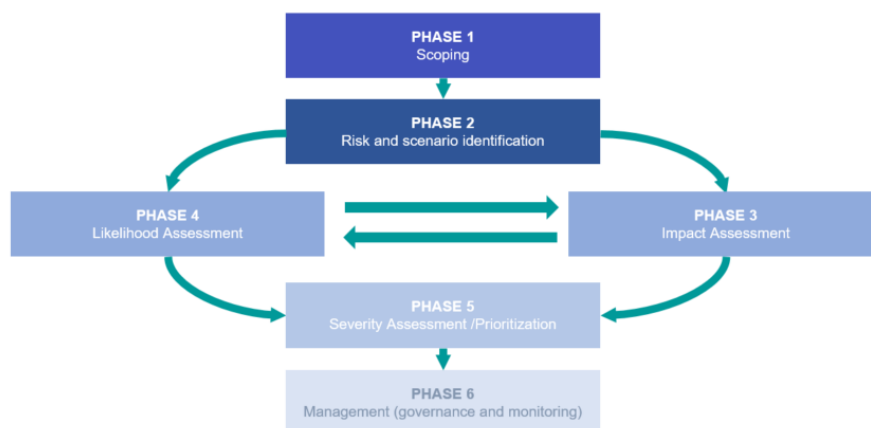 PHASE 1
Scoping
PHASE 2
Risk and scenario identification
PHASE 4
Likelihood Assessment
PHASE 3
Impact Assessment
PHASE 5
Severity Assessment /Prioritization
PHASE 6
Management (governance and monitoring)